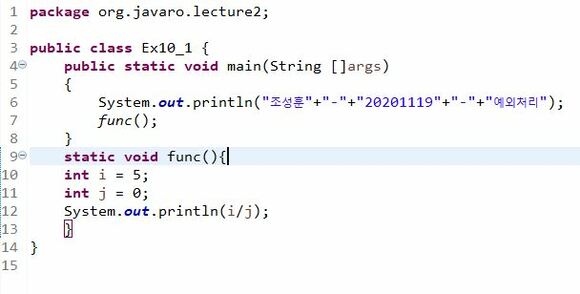 1 package org.javaro.lecture2;
2
3 public class Ex10_1 {
4 public static void main(String []args)
5 {
6 System.out.println("조성훈"+"-"+"20201119"+"-"+"예외처리");
7 func();
8 }
9 static void func(){
10 int i = 5;
11 int j = 0;
12 System.out.println(i/j);
13 }
14 }
15